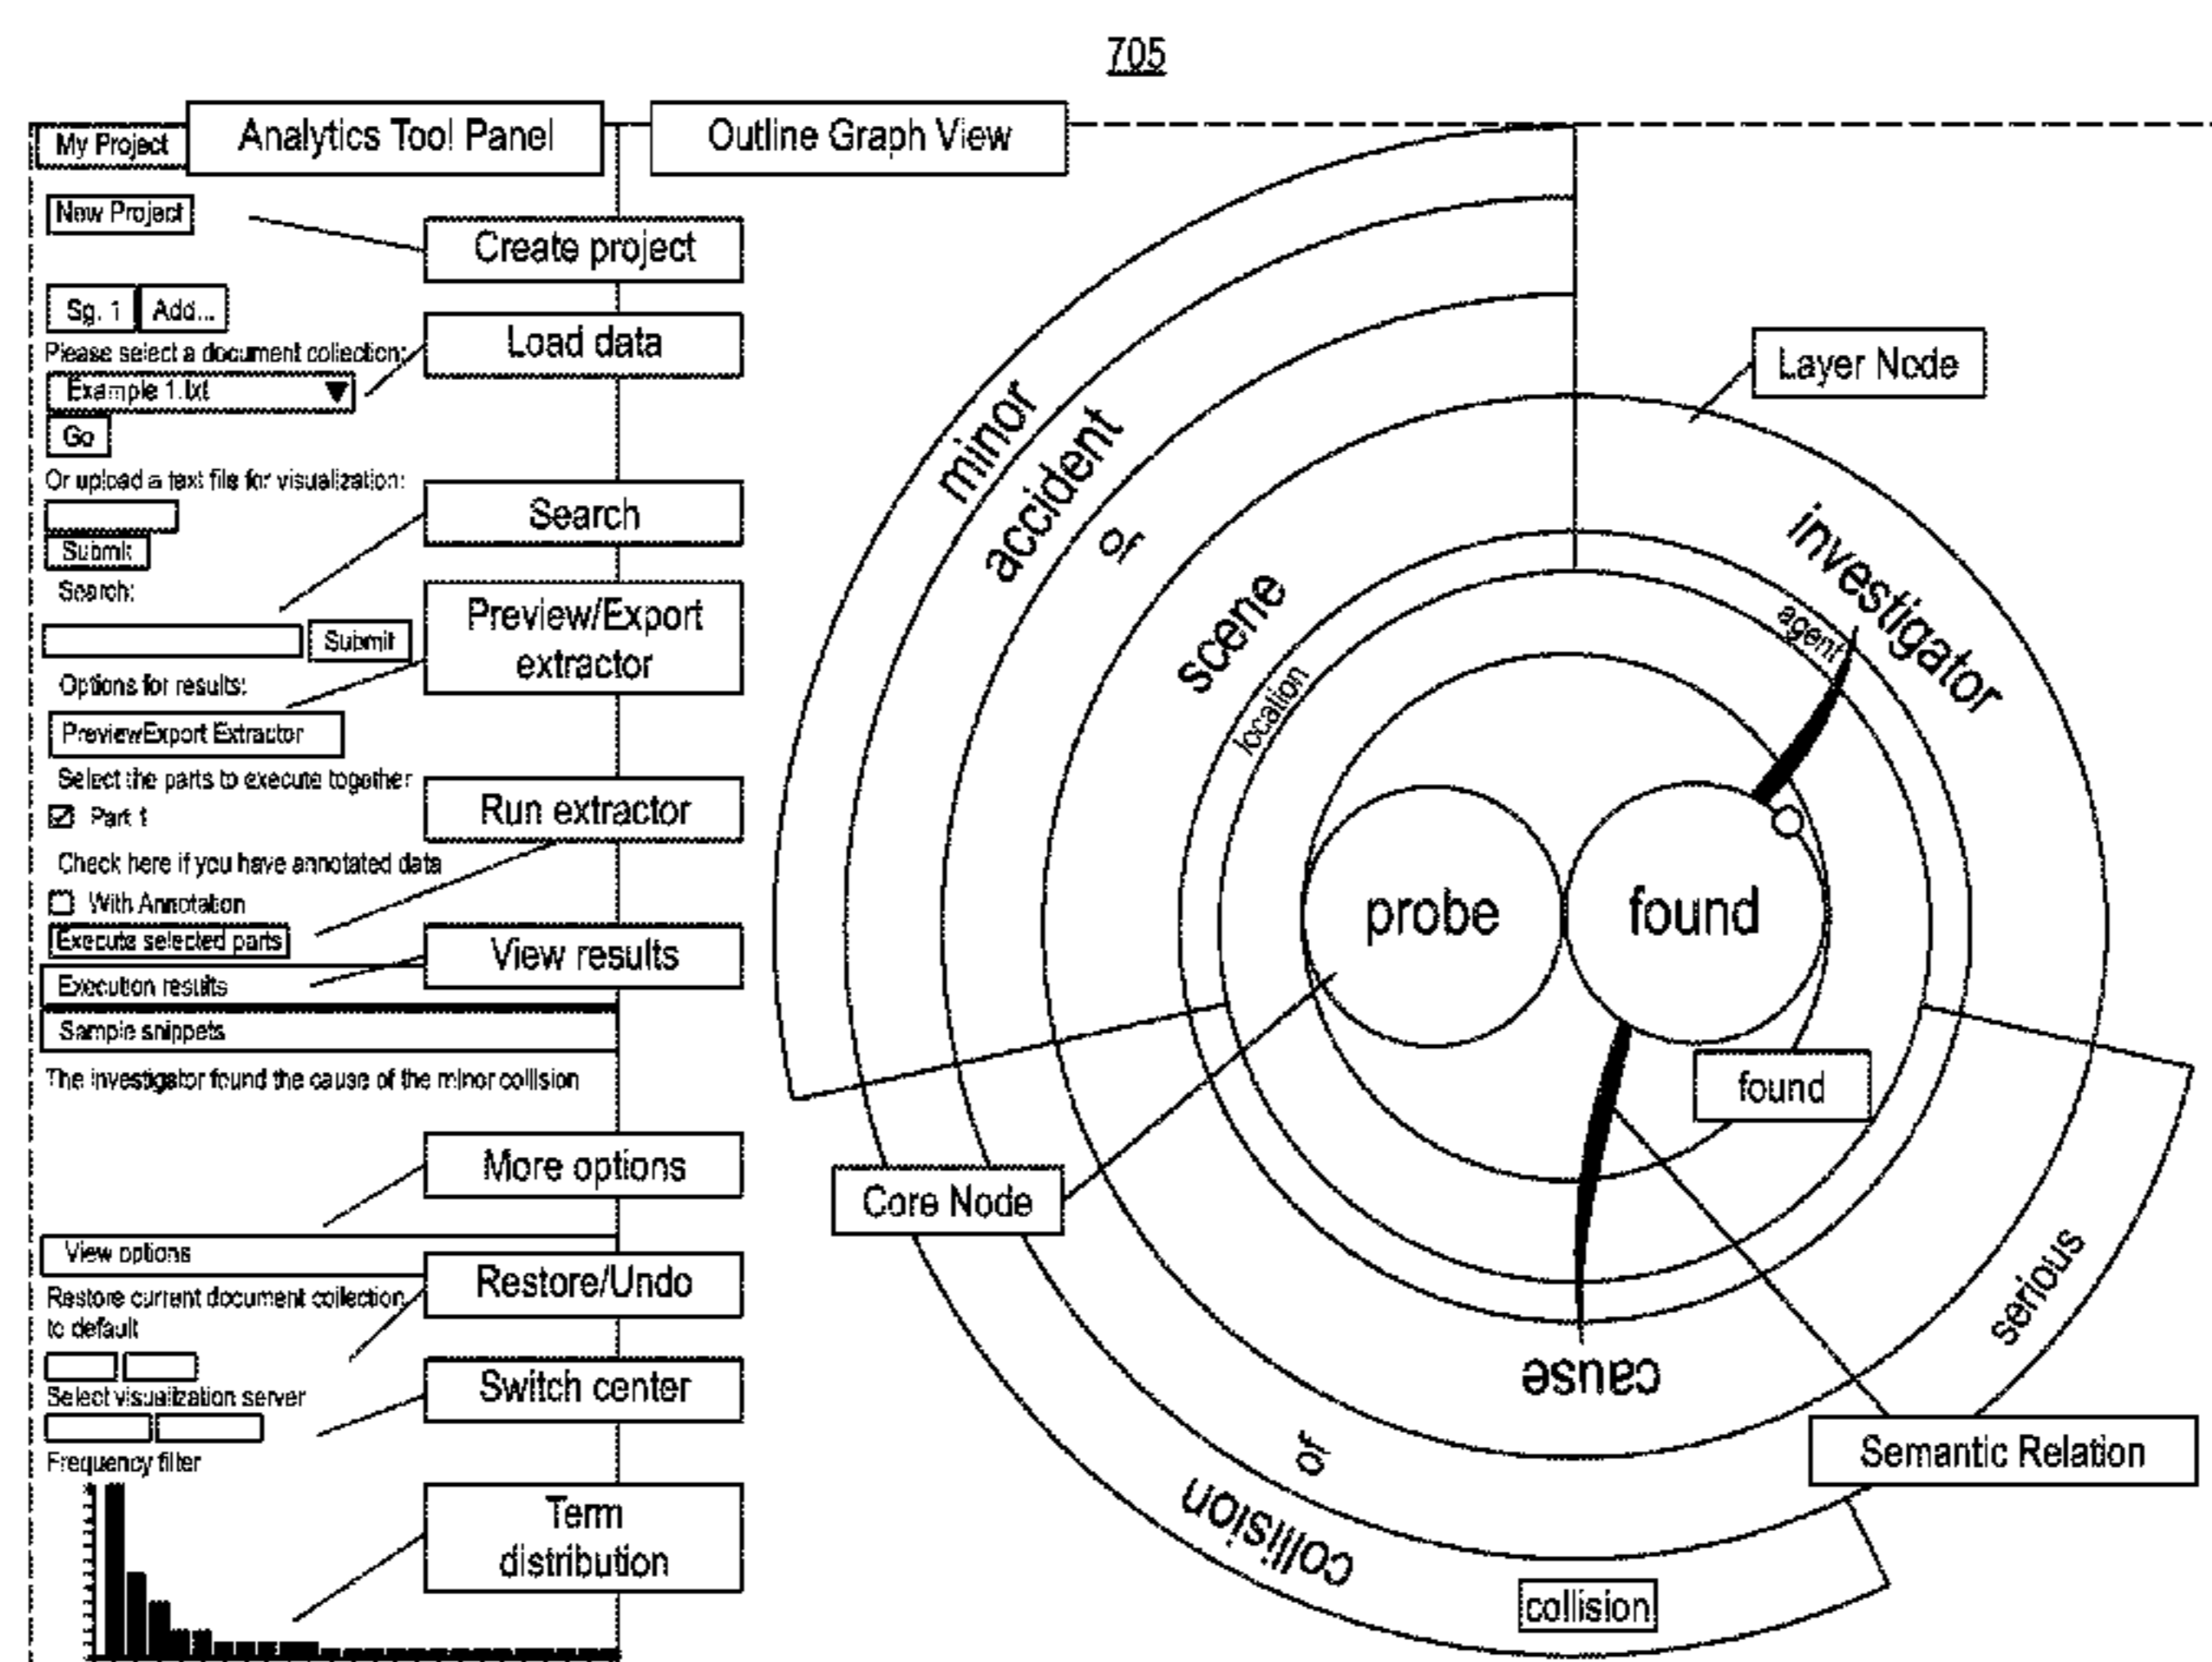 705
My Project
Analytics Tool Panel
Outline Graph View
New Project
Create project
Sg. 1
Add...
Load data
Please select a document collection:
Example 1.txt
Go
Or upload a text file for visualization:
Search
Submit
Search:
Preview/Export
extractor
Submit
Options for results:
PreviewExport Extractor
Select the parts to execute together
Run extractor
Part 1
Check here if you have annotated data
With Annotation
Execute selected parts
View results
Execution results
Sample snippets
The investigator found the cause of the minor collision
More options
View options
Restore/Undo
Restore current document collection
to default
Switch center
Select visualization server
Frequency filter
Term
distribution
minor
accident
of
scene
location
Layer Node
investigator
agent
probe
found
found
Core Node
serious
cause
Semantic Relation
of
collision
collision